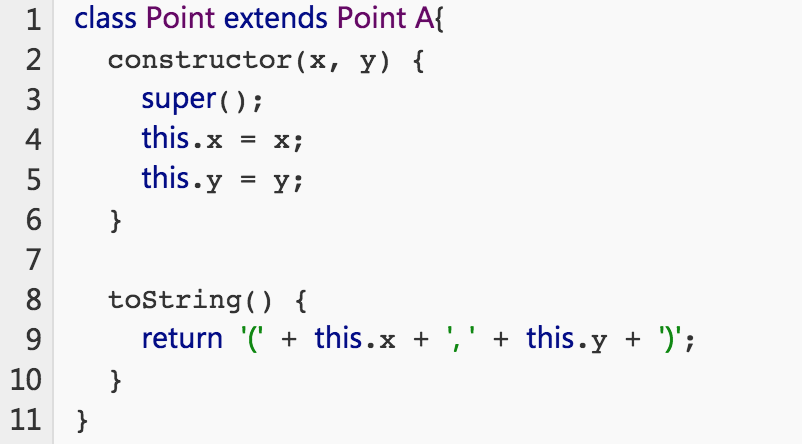 1 class Point extends Point A{
2   constructor(x, y) {
3     super();
4     this.x = x;
5     this.y = y;
6   }
7
8   toString() {
9     return '(' + this.x + ', ' + this.y + ')';
10   }
11 }